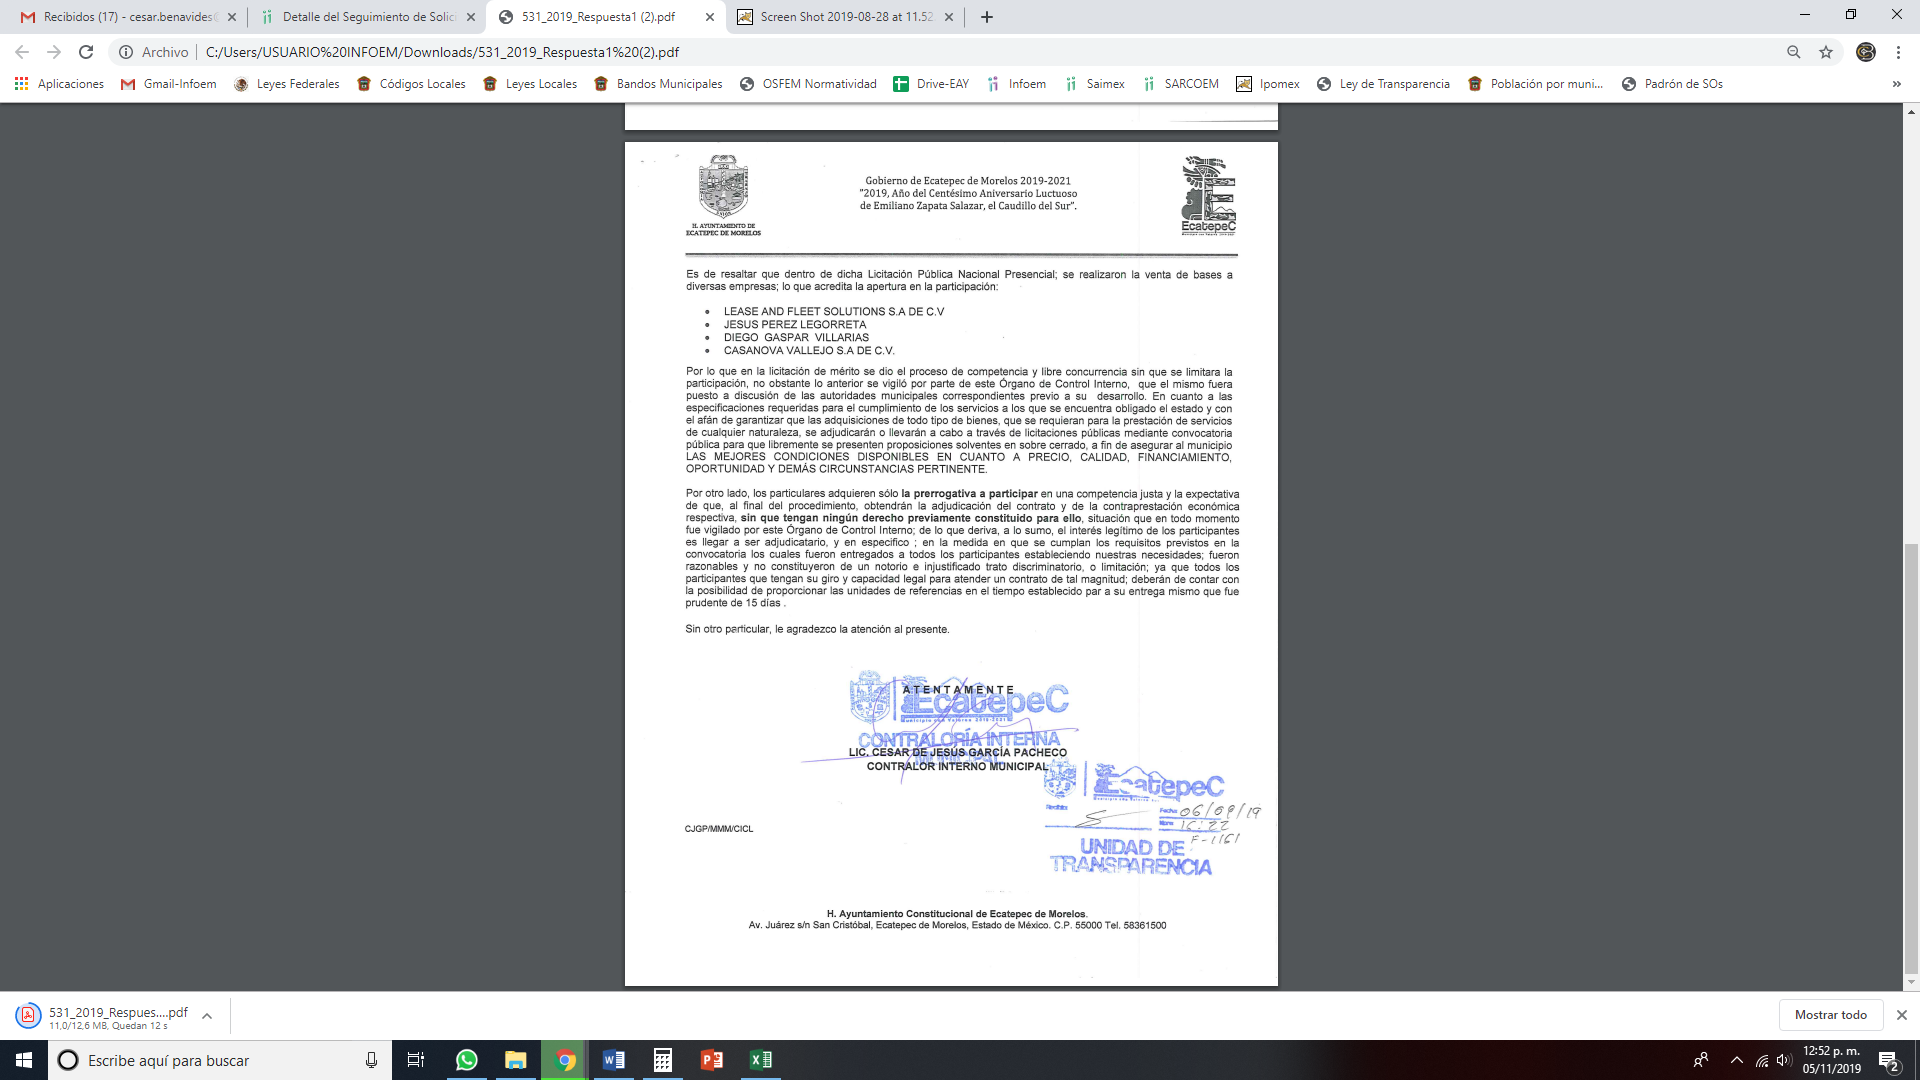 Recibidos (17) - cesar.benavides@
Detalle del Seguimiento de Solici
531_2019_Respuesta1 (2).pdf
Screen Shot 2019-08-28 at 11.52
Archivo
C:/Users/USUARIO%20INFOEM/Downloads/531_2019_Respuesta1%20(2).pdf
Aplicaciones
Gmail-Infoem
Leyes Federales
Códigos Locales
Leyes Locales
Bandos Municipales
OSFEM Normatividad
Drive-EAY
Infoem
Saimex
SARCOEM
Ipomex
Ley de Transparencia
Población por muni...
Padrón de SOs
H. AYUNTAMIENTO DE
ECATEPEC DE MORELOS
Gobierno de Ecatepec de Morelos 2019-2021
"2019, Año del Centésimo Aniversario Luctuoso
de Emiliano Zapata Salazar, el Caudillo del Sur".
EcatepeC
Es de resaltar que dentro de dicha Licitación Pública Nacional Presencial; se realizaron la venta de bases a
diversas empresas; lo que acredita la apertura en la participación:
• LEASE AND FLEET SOLUTIONS S.A DE C.V
• JESUS PEREZ LEGORRETA
• DIEGO GASPAR VILLARIAS
• CASANOVA VALLEJO S.A DE C.V.
Por lo que en la licitación de mérito se dio el proceso de competencia y libre concurrencia sin que se limitara la
participación, no obstante lo anterior se vigiló por parte de este Órgano de Control Interno, que el mismo fuera
puesto a discusión de las autoridades municipales correspondientes previo a su desarrollo. En cuanto a las
especificaciones requeridas para el cumplimiento de los servicios a los que se encuentra obligado el estado y con
el afán de garantizar que las adquisiciones de todo tipo de bienes, que se requieran para la prestación de servicios
de cualquier naturaleza, se adjudicarán o llevarán a cabo a través de licitaciones públicas mediante convocatoria
pública para que libremente se presenten proposiciones solventes en sobre cerrado, a fin de asegurar al municipio
LAS MEJORES CONDICIONES DISPONIBLES EN CUANTO A PRECIO, CALIDAD, FINANCIAMIENTO,
OPORTUNIDAD Y DEMÁS CIRCUNSTANCIAS PERTINENTE.
Por otro lado, los particulares adquieren sólo la prerrogativa a participar en una competencia justa y la expectativa
de que, al final del procedimiento, obtendrán la adjudicación del contrato y de la contraprestación económica
respectiva, sin que tengan ningún derecho previamente constituido para ello, situación que en todo momento
fue vigilado por este Órgano de Control Interno; de lo que deriva, a lo sumo, el interés legítimo de los participantes
es llegar a ser adjudicatario, y en especifico ; en la medida en que se cumplan los requisitos previstos en la
convocatoria los cuales fueron entregados a todos los participantes estableciendo nuestras necesidades; fueron
razonables y no constituyeron de un notorio e injustificado trato discriminatorio, o limitación; ya que todos los
participantes que tengan su giro y capacidad legal para atender un contrato de tal magnitud; deberán de contar con
la posibilidad de proporcionar las unidades de referencias en el tiempo establecido par a su entrega mismo que fue
prudente de 15 días .
Sin otro particular, le agradezco la atención al presente.
ATENTAMENTE
EcatepeC
CONTRALORÍA INTERNA
MUNICIPAL
LIC. CESAR DE JESÚS GARCÍA PACHECO
CONTRALOR INTERNO MUNICIPAL
EcatepeC
Fecha: 06/09/19
Hora: 16:22
F-1161
UNIDAD DE
TRANSPARENCIA
CJGP/MMM/CICL
H. Ayuntamiento Constitucional de Ecatepec de Morelos.
Av. Juárez s/n San Cristóbal, Ecatepec de Morelos, Estado de México. C.P. 55000 Tel. 58361500
531_2019_Respues....pdf
11,0/12,6 MB, Quedan 12 s
Mostrar todo
Escribe aquí para buscar
12:52 p. m.
05/11/2019
2